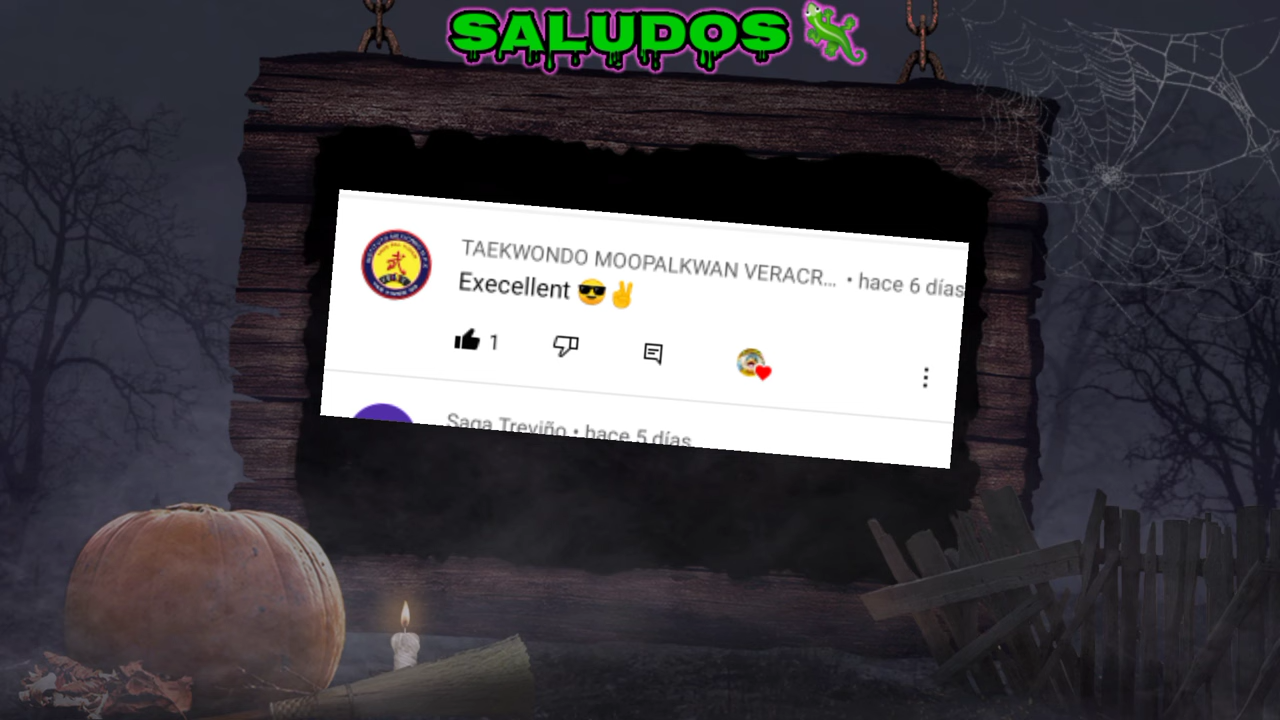 SALUDOS
TAEKWONDO MOOPALKWAN VERACR... • hace 6 días
Execellent 😎✌️
1
Saga Treviño • hace 5 días